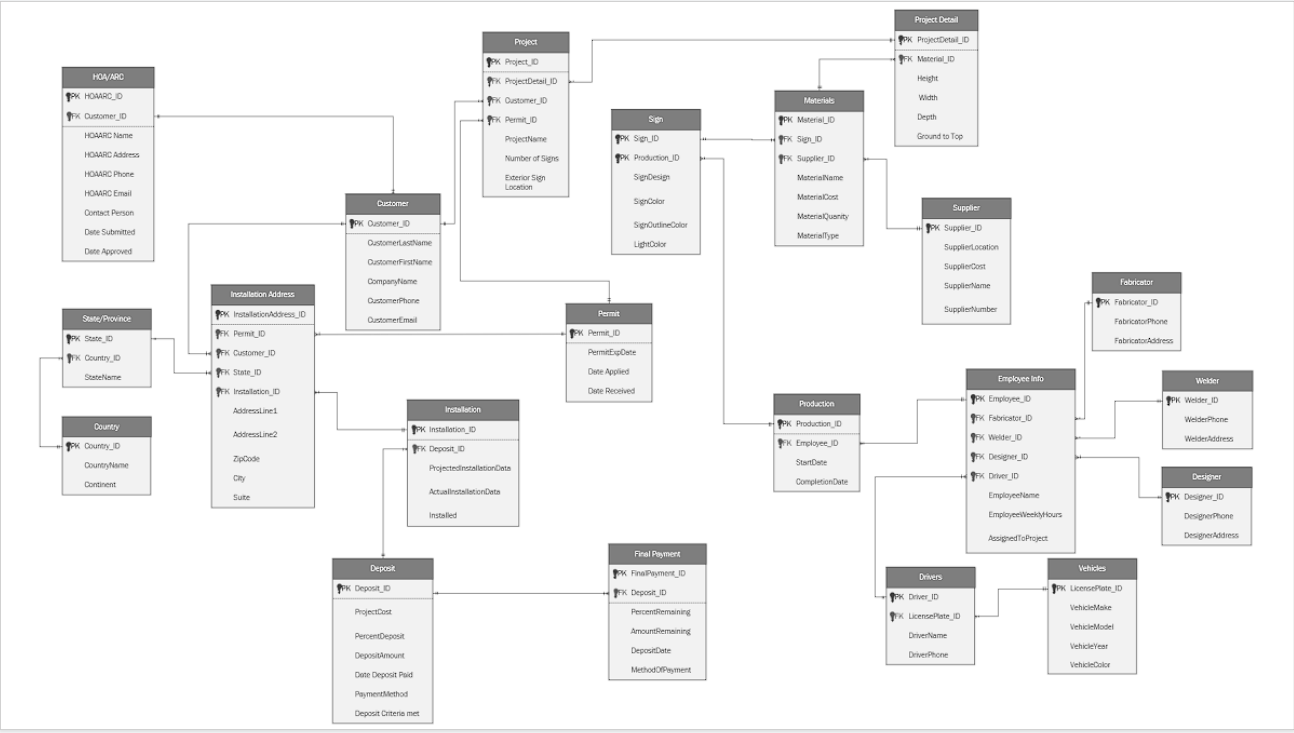 Project Detail
PK ProjectDetail_ID
FK Material_ID
Height
Width
Depth
Ground to Top
Project
PK Project_ID
FK ProjectDetail_ID
FK Customer_ID
FK Permit_ID
ProjectName
Number of Signs
Exterior Sign
Location
HOA/ARC
PK HOAARC_ID
FK Customer_ID
HOAARC Name
HOAARC Address
HOAARC Phone
HOAARC Email
Contact Person
Date Submitted
Date Approved
Materials
PK Material_ID
FK Sign_ID
FK Supplier_ID
MaterialName
MaterialCost
MaterialQuanity
MaterialType
Sign
PK Sign_ID
PK Production_ID
SignDesign
SignColor
SignOutlineColor
LightColor
Customer
PK Customer_ID
CustomerLastName
CustomerFirstName
CompanyName
CustomerPhone
CustomerEmail
Supplier
PK Supplier_ID
SupplierLocation
SupplierCost
SupplierName
SupplierNumber
Installation Address
PK InstallationAddress_ID
FK Permit_ID
FK Customer_ID
FK State_ID
FK Installation_ID
AddressLine1
AddressLine2
ZipCode
City
Suite
State/Province
PK State_ID
FK Country_ID
StateName
Permit
PK Permit_ID
PermitExpDate
Date Applied
Date Received
Fabricator
PK Fabricator_ID
FabricatorPhone
FabricatorAddress
Country
PK Country_ID
CountryName
Continent
Installation
PK Installation_ID
FK Deposit_ID
ProjectedInstallationData
ActualInstallationData
Installed
Production
PK Production_ID
FK Employee_ID
StartDate
CompletionDate
Employee Info
PK Employee_ID
FK Fabricator_ID
FK Welder_ID
FK Designer_ID
FK Driver_ID
EmployeeName
EmployeeWeeklyHours
AssignedToProject
Welder
PK Welder_ID
WelderPhone
WelderAddress
Designer
PK Designer_ID
DesignerPhone
DesignerAddress
Deposit
PK Deposit_ID
ProjectCost
PercentDeposit
DepositAmount
Date Deposit Paid
PaymentMethod
Deposit Criteria met
Final Payment
PK FinalPayment_ID
FK Deposit_ID
PercentRemaining
AmountRemaining
DepositDate
MethodOfPayment
Drivers
PK Driver_ID
FK LicensePlate_ID
DriverName
DriverPhone
Vehicles
PK LicensePlate_ID
VehicleMake
VehicleModel
VehicleYear
VehicleColor